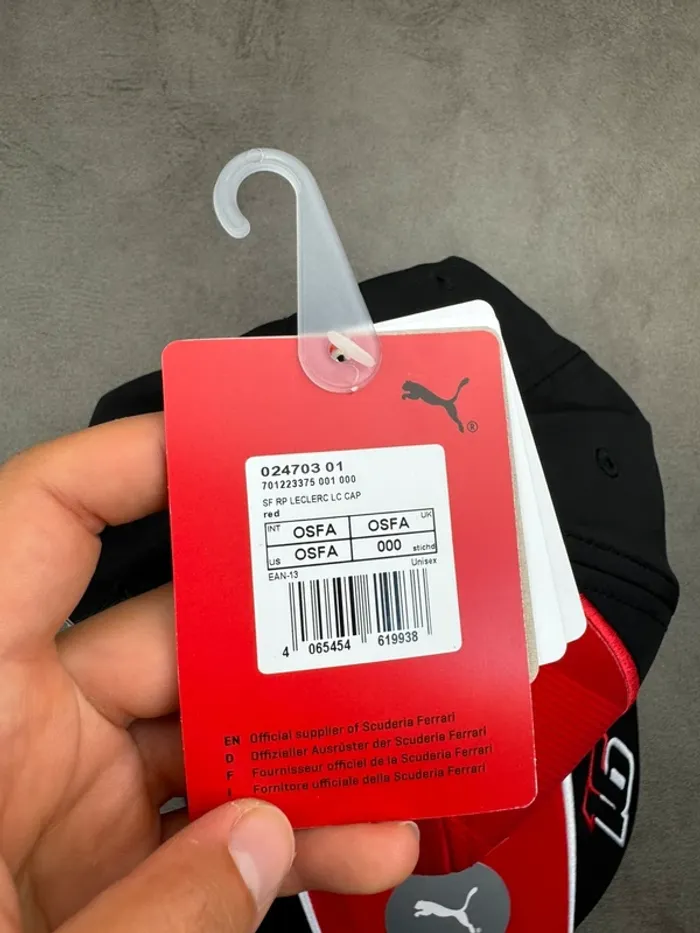 ®
024703 01
701223375 001 000
SF RP LECLERC LC CAP
red
INT OSFA OSFA UK
US OSFA 000 stichd
EAN-13 Unisex
4 065454 619938
EN Official supplier of Scuderia Ferrari
D Offizieller Ausrüster der Scuderia Ferrari
F Fournisseur officiel de la Scuderia Ferrari
I Fornitore ufficiale della Scuderia Ferrari
16